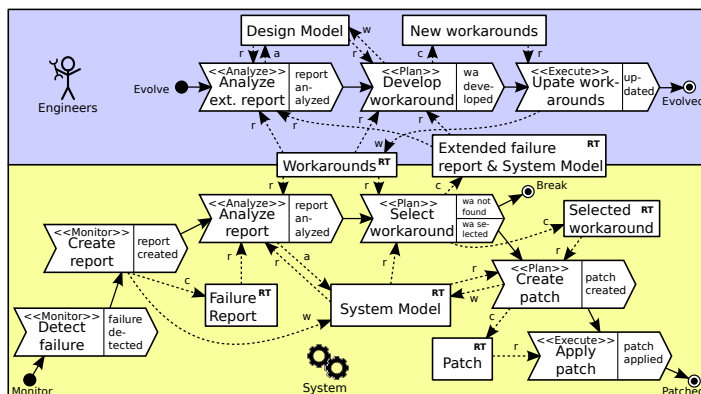 Design Model
New workarounds
w
r
a
r
c
r
<<Analyze>>
Analyze
ext. report
report
an-
alyzed
<<Plan>>
Develop
workaround
wa
de-
veloped
<<Execute>>
Upate work-
arounds
up-
dated
Evolve
Evolved
Engineers
r
r
r
r
w
Workarounds RT
Extended failure
report & System Model
RT
r
r
c
Break
<<Analyze>>
Analyze
report
report
an-
alyzed
<<Plan>>
Select
workaround
wa not
found
wa se-
lected
c
Selected
workaround
RT
<<Monitor>>
Create
report
report
created
r
r
a
r
r
r
w
<<Plan>>
Create
patch
patch
created
c
Failure
Report
RT
System Model
RT
w
c
<<Monitor>>
Detect
failure
failure
de-
tected
Patch
RT
r
<<Execute>>
Apply
patch
patch
applied
Monitor
System
Patched